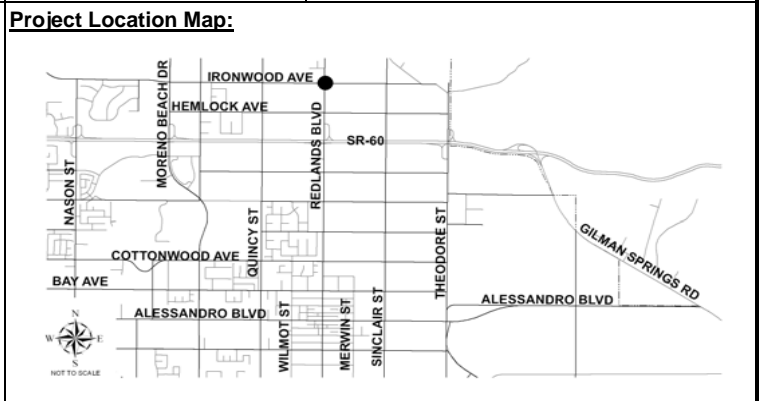 Project Location Map:
IRONWOOD AVE
MORENO BEACH DR
HEMLOCK AVE
REDLANDS BLVD
SR-60
NASON ST
QUINCY ST
THEODORE ST
GILMAN SPRINGS RD
COTTONWOOD AVE
BAY AVE
ALESSANDRO BLVD
ALESSANDRO BLVD
WILMOT ST
MERWIN ST
SINCLAIR ST
N
W
E
S
NOT TO SCALE